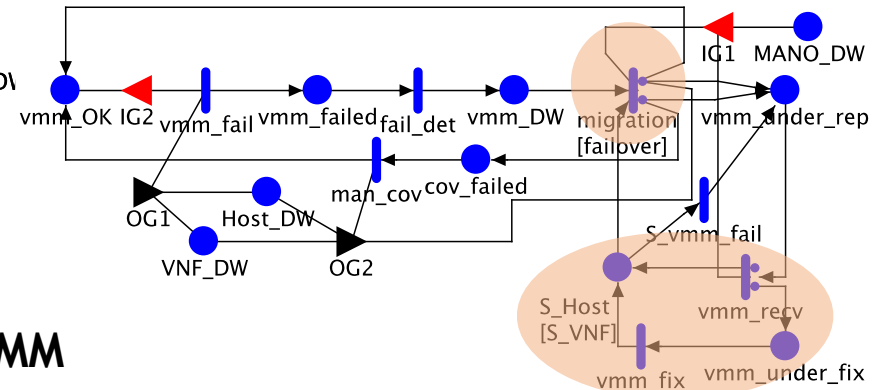 IG1 MANO_DW
vmm_OK IG2 vmm_fail vmm_failed fail_det vmm_DW migration vmm_under_rep
[failover]
man_cov cov_failed
OG1 Host_DW S_vmm_fail
VNF_DW OG2
S_Host vmm_recv
[S_VNF]
MM
vmm_fix vmm_under_fix